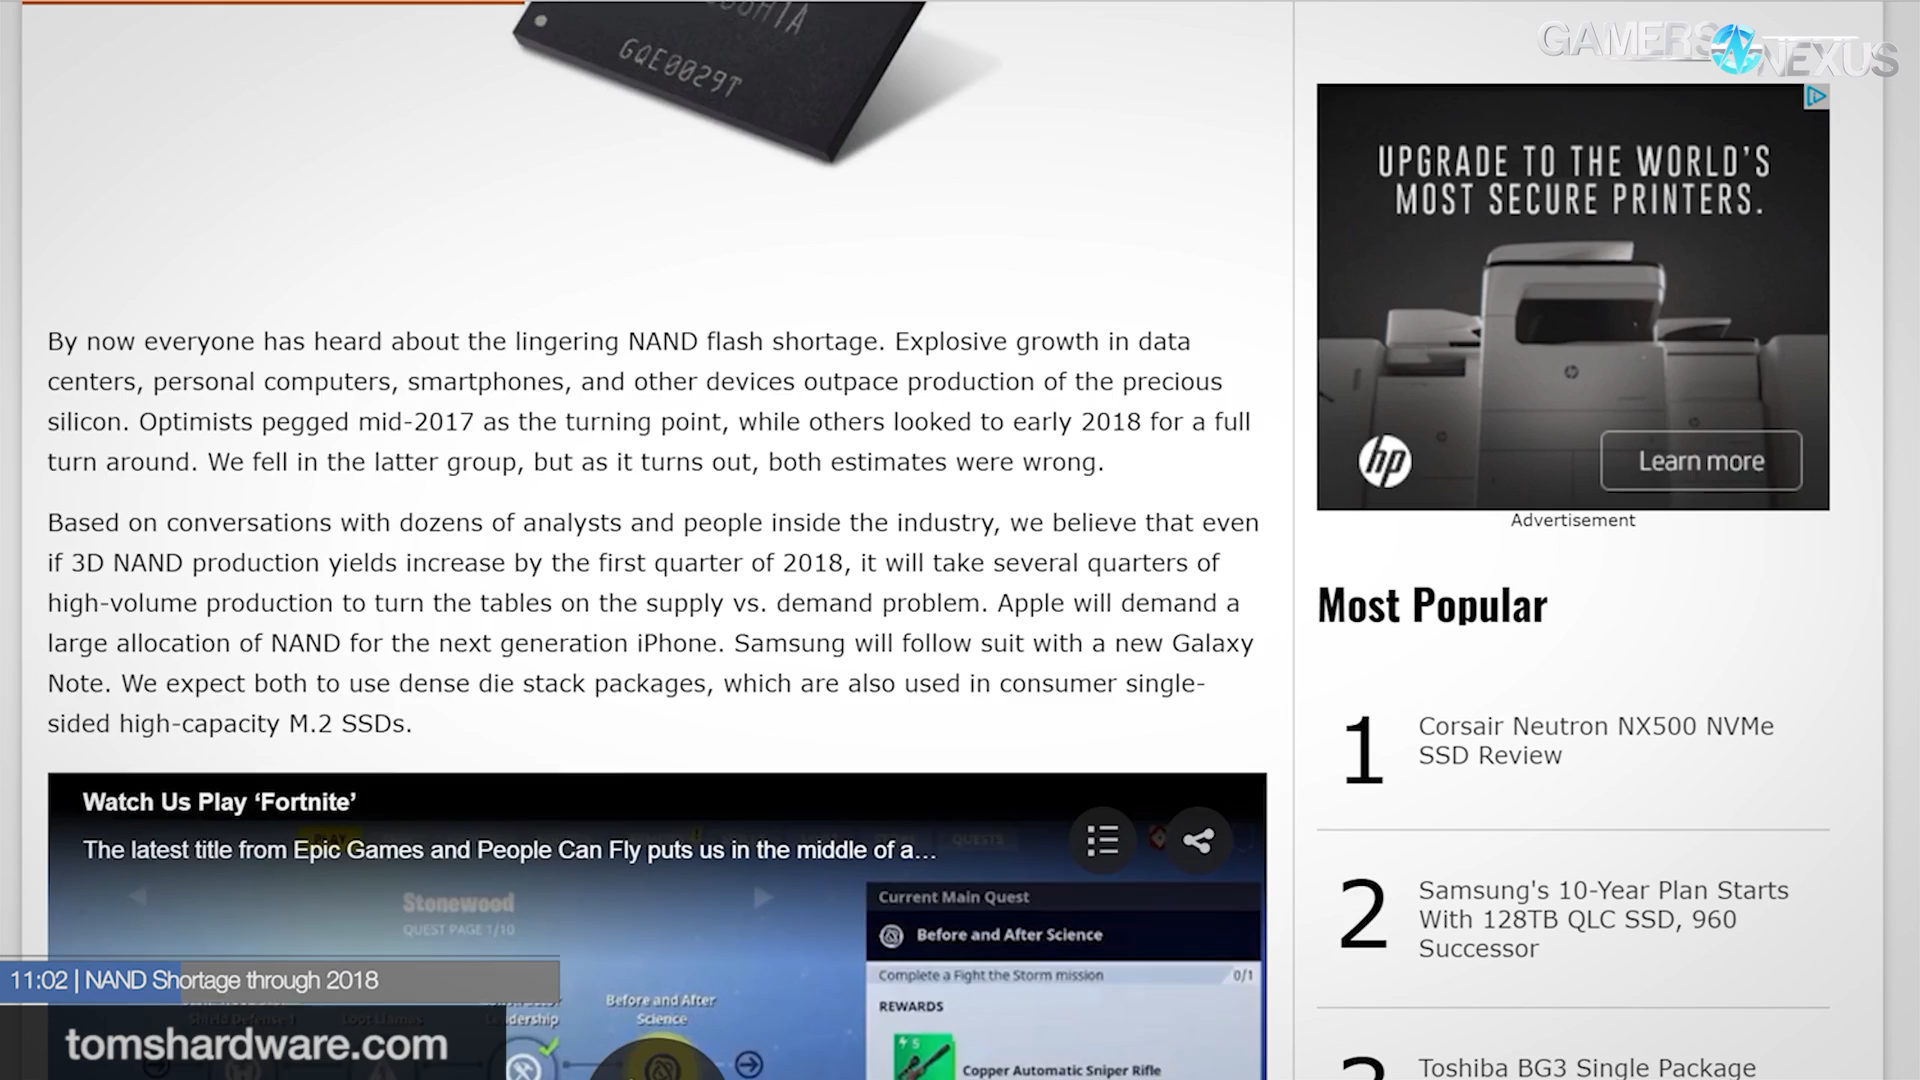 GQE0029T
GAMERS NEXUS
By now everyone has heard about the lingering NAND flash shortage. Explosive growth in data
centers, personal computers, smartphones, and other devices outpace production of the precious
silicon. Optimists pegged mid-2017 as the turning point, while others looked to early 2018 for a full
turn around. We fell in the latter group, but as it turns out, both estimates were wrong.
Based on conversations with dozens of analysts and people inside the industry, we believe that even
if 3D NAND production yields increase by the first quarter of 2018, it will take several quarters of
high-volume production to turn the tables on the supply vs. demand problem. Apple will demand a
large allocation of NAND for the next generation iPhone. Samsung will follow suit with a new Galaxy
Note. We expect both to use dense die stack packages, which are also used in consumer single-
sided high-capacity M.2 SSDs.
Watch Us Play ‘Fortnite’
The latest title from Epic Games and People Can Fly puts us in the middle of a...
PLAY
QUESTS
Stonewood
QUEST PAGE 1/10
Current Main Quest
Before and After Science
Complete a Fight the Storm mission 0/1
REWARDS
5
Copper Automatic Sniper Rifle
Before and After
Science
11:02 | NAND Shortage through 2018
tomshardware.com
UPGRADE TO THE WORLD'S
MOST SECURE PRINTERS.
hp
Learn more
Advertisement
Most Popular
1
Corsair Neutron NX500 NVMe
SSD Review
2
Samsung's 10-Year Plan Starts
With 128TB QLC SSD, 960
Successor
Toshiba BG3 Single Package